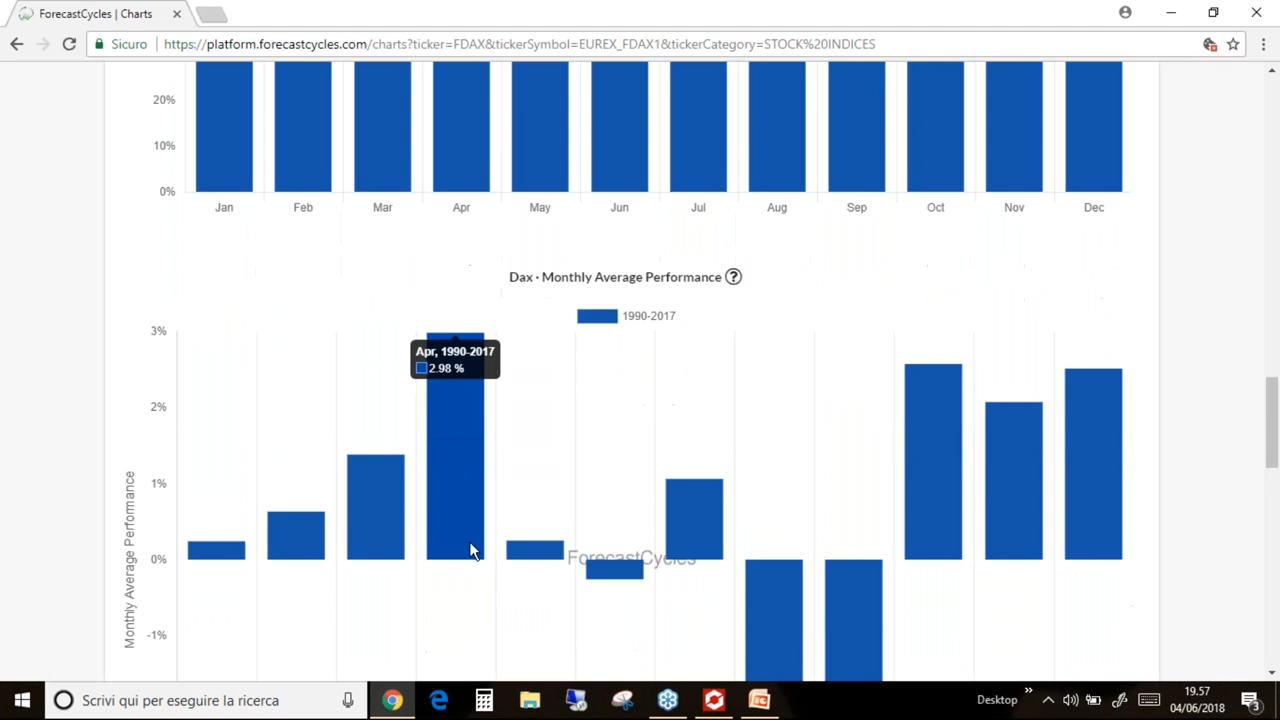 ForecastCycles | Charts
Sicuro
https://platform.forecastcycles.com/charts?ticker=FDAX&tickerSymbol=EUREX_FDAX1&tickerCategory=STOCK%20INDICES
20%
10%
0%
Jan Feb Mar Apr May Jun Jul Aug Sep Oct Nov Dec
Dax · Monthly Average Performance ?
1990-2017
3%
Apr, 1990-2017
2.98 %
2%
1%
0%
ForecastCycles
-1%
Monthly Average Performance
Scrivi qui per eseguire la ricerca
Desktop
19.57
04/06/2018
3